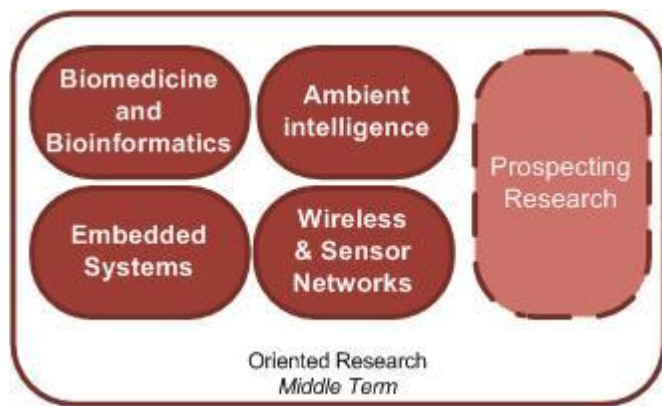 Biomedicine
and
Bioinformatics
Ambient
intelligence
Embedded
Systems
Wireless
& Sensor
Networks
Prospecting
Research
Oriented Research
Middle Term